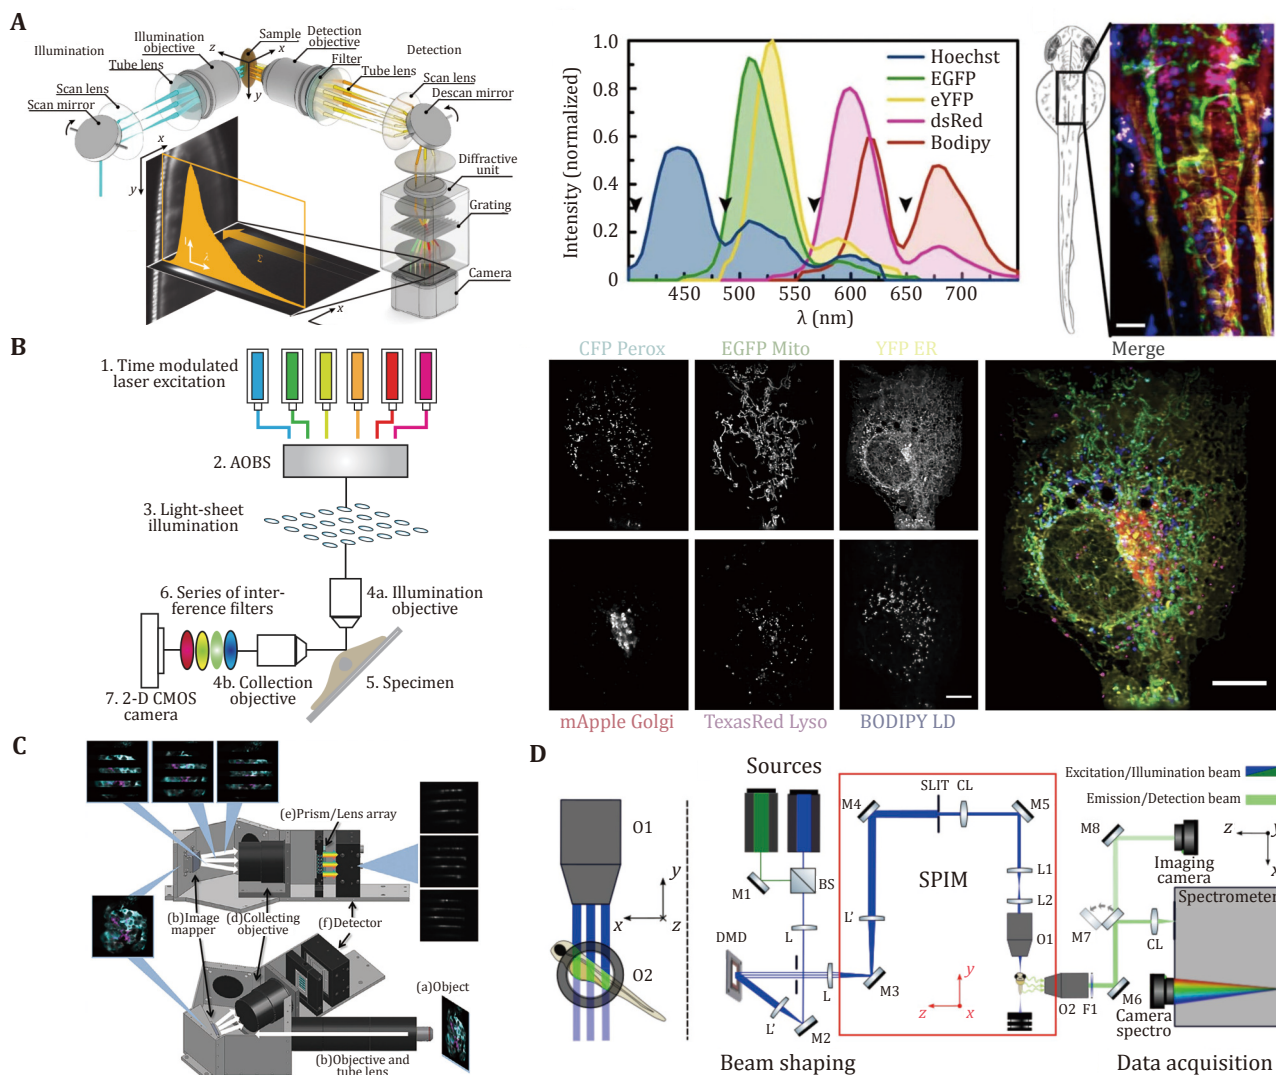 A
Illumination
Illumination
objective
Tube lens
Scan lens
Scan mirror
z
Sample
x
y
Detection
objective
Filter
Tube lens
Detection
Scan lens
Descan mirror
Diffractive
unit
Grating
Camera
x
y
I
λ
Σ
x
Intensity (normalized)
1.0
0.8
0.6
0.4
0.2
0
450 500 550 600 650 700
λ (nm)
Hoechst
EGFP
eYFP
dsRed
Bodipy
B
1. Time modulated
laser excitation
2. AOBS
3. Light-sheet
illumination
4a. Illumination
objective
6. Series of inter-
ference filters
4b. Collection
objective
5. Specimen
7. 2-D CMOS
camera
CFP Perox
EGFP Mito
YFP ER
Merge
mApple Golgi
TexasRed Lyso
BODIPY LD
C
(e)Prism/Lens array
(b)Image
mapper
(d)Collecting
objective
(f)Detector
(a)Object
(b)Objective and
tube lens
D
O1
y
x
z
O2
Sources
M1
BS
L
DMD
L'
M2
L
Beam shaping
M4
SLIT
CL
M5
SPIM
L1
L2
L'
O1
M3
y
z
x
O2
F1
M6
Excitation/Illumination beam
Emission/Detection beam
M8
z
y
x
Imaging
camera
Spectrometer
M7
CL
Camera
spectro
Data acquisition